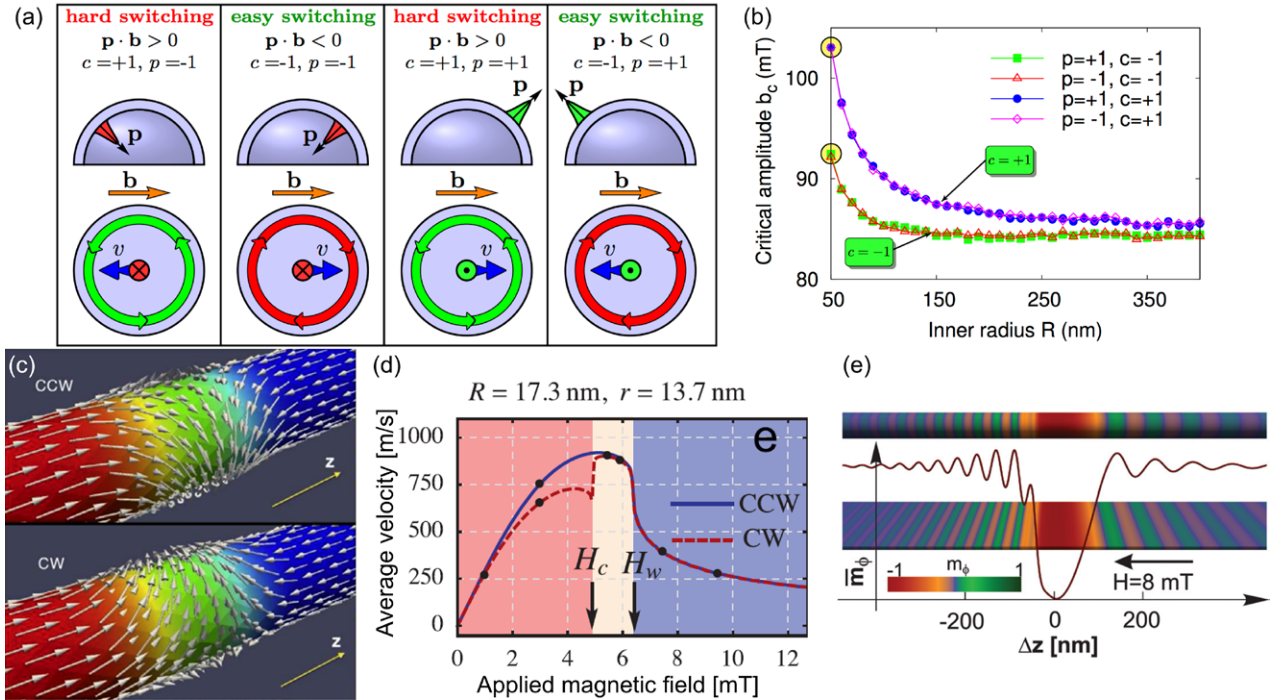 (a)
hard switching
p · b > 0
c = +1, p = -1
p
b
v
easy switching
p · b < 0
c = -1, p = -1
p
b
v
hard switching
p · b > 0
c = +1, p = +1
p
b
v
easy switching
p · b < 0
c = -1, p = +1
p
b
v
(b)
Critical amplitude b_c (mT)
100
90
80
p=+1, c= -1
p= -1, c= -1
p=+1, c=+1
p= -1, c=+1
c = +1
c = -1
50
150
250
350
Inner radius R (nm)
(c)
CCW
z
CW
z
(d)
R = 17.3 nm, r = 13.7 nm
e
Average velocity [m/s]
1000
750
500
250
0
CCW
CW
H_c
H_w
0
2
4
6
8
10
12
Applied magnetic field [mT]
(e)
m̅_ϕ
m_ϕ
-1
1
H=8 mT
-200
0
200
Δz [nm]